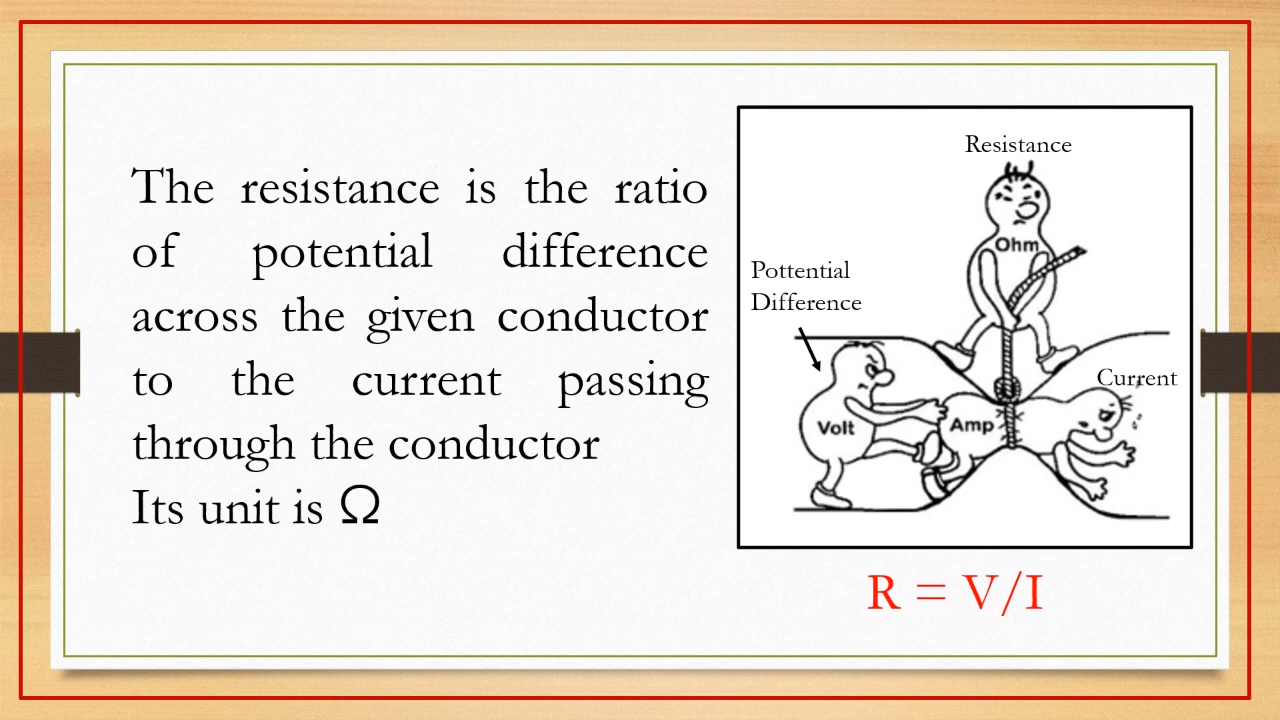 The resistance is the ratio
of potential difference
across the given conductor
to the current passing
through the conductor
Its unit is Ω
Resistance
Ohm
Pottential
Difference
Current
Volt
Amp
R = V/I